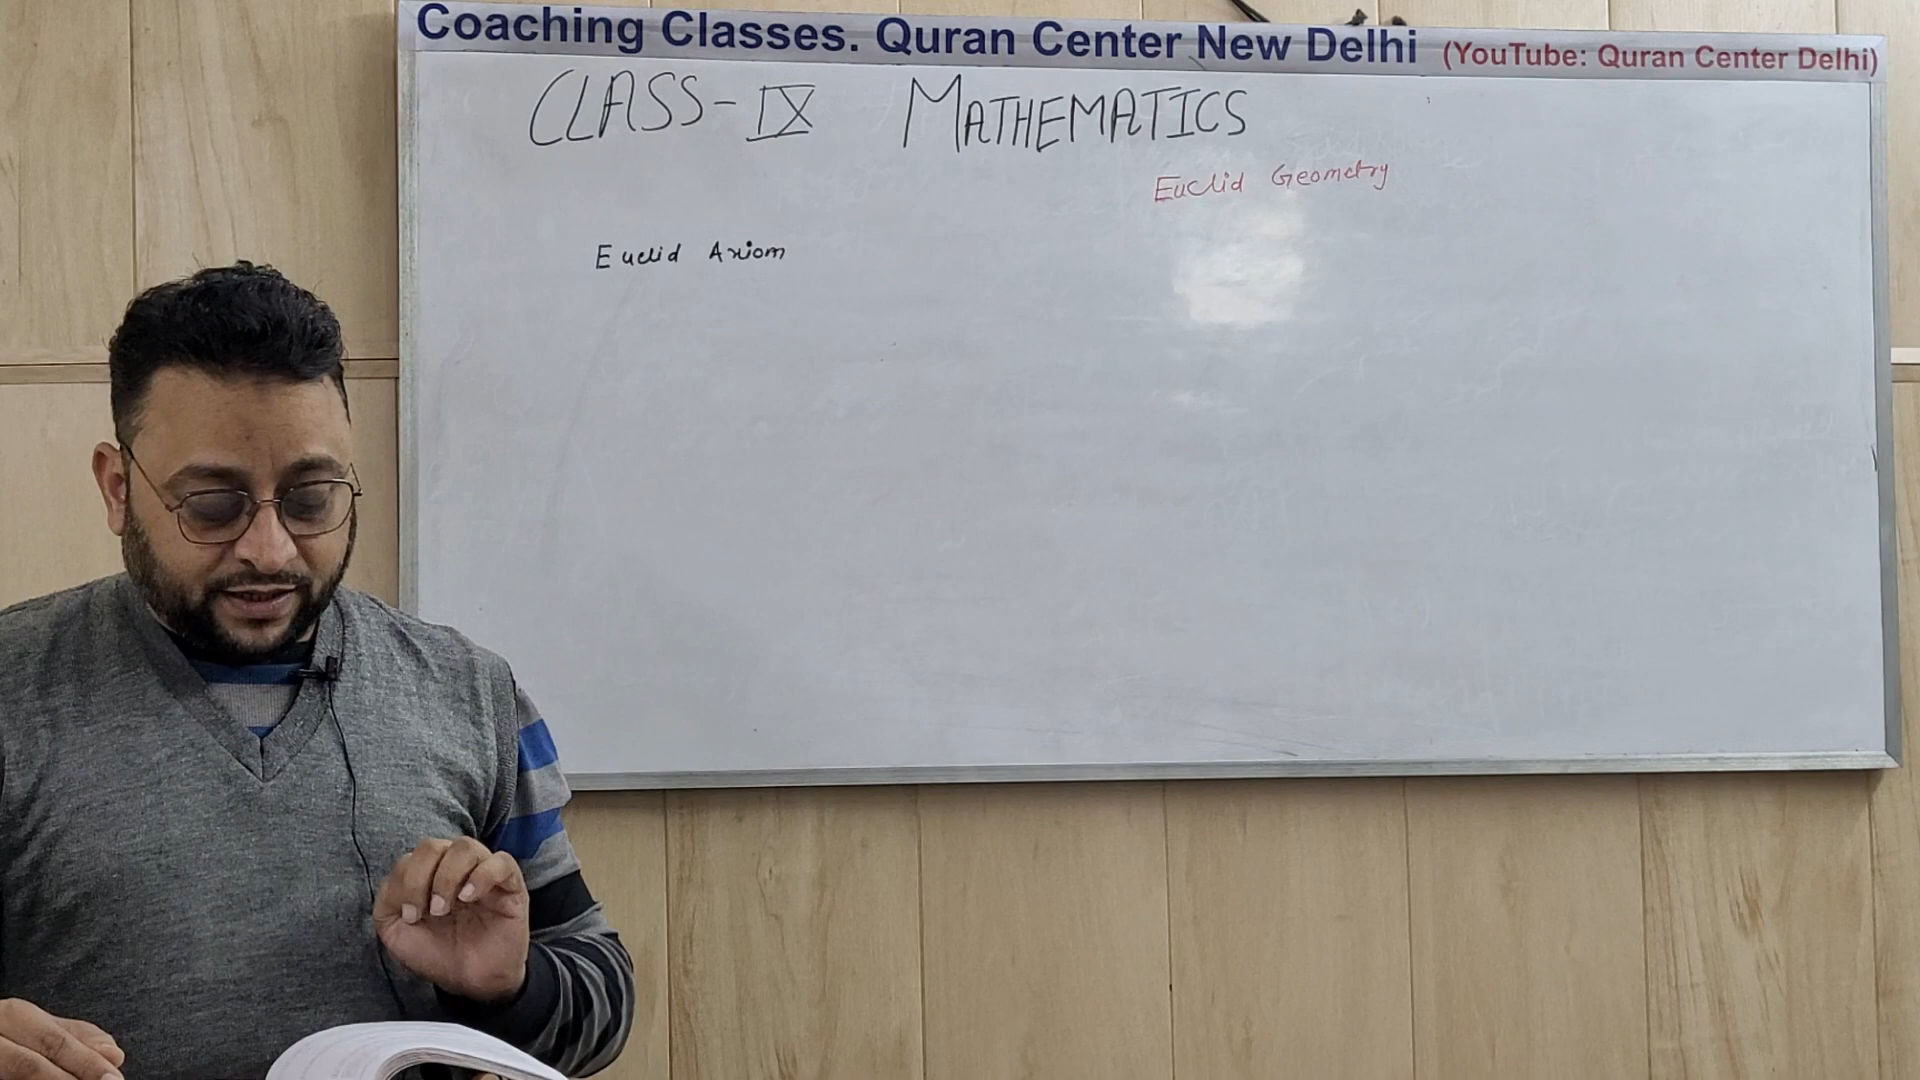 Coaching Classes. Quran Center New Delhi (YouTube: Quran Center Delhi)
CLASS-IX MATHEMATICS
Euclid Geometry
Euclid Axiom